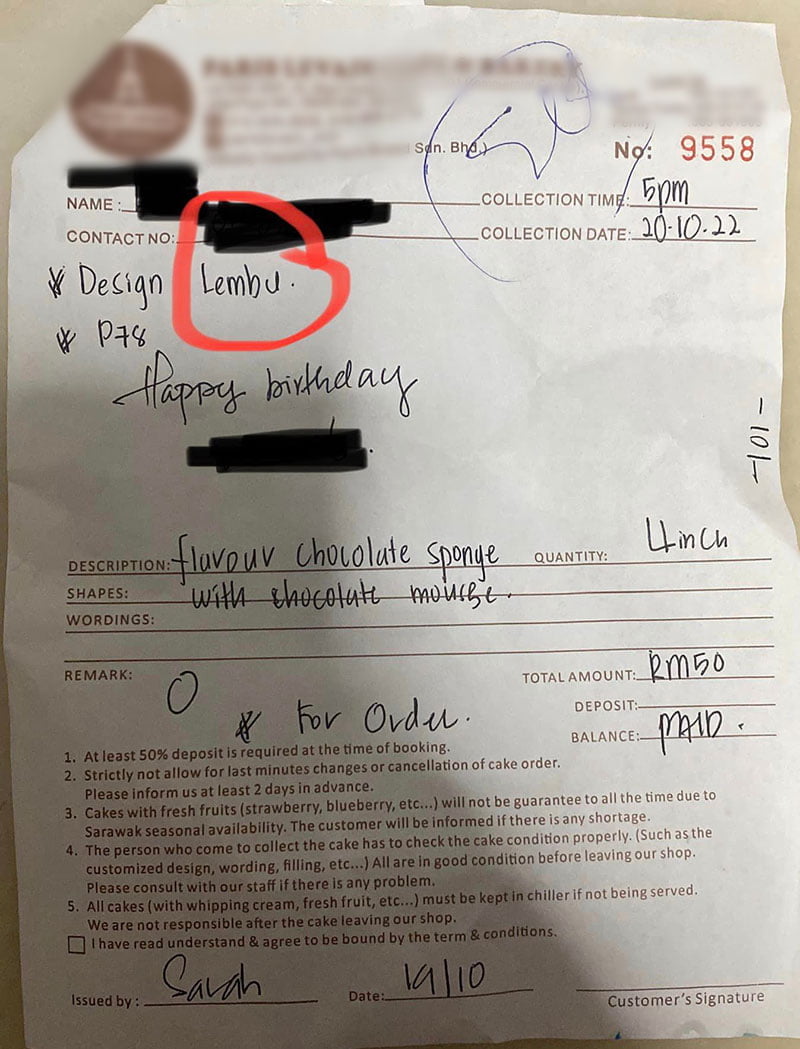 Sdn. Bhd.)
No: 9558
NAME :
COLLECTION TIME: 5pm
CONTACT NO:
COLLECTION DATE: 20.10.22
* Design Lembu.
* P78
Happy birthday
-101-
DESCRIPTION: flavour chocolate sponge
QUANTITY: 4inch
SHAPES: with chocolate mousse.
WORDINGS:
REMARK:
TOTAL AMOUNT: RM50
0
DEPOSIT:
* For Order.
BALANCE: PAID.
1. At least 50% deposit is required at the time of booking.
2. Strictly not allow for last minutes changes or cancellation of cake order.
Please inform us at least 2 days in advance.
3. Cakes with fresh fruits (strawberry, blueberry, etc...) will not be guarantee to all the time due to
Sarawak seasonal availability. The customer will be informed if there is any shortage.
4. The person who come to collect the cake has to check the cake condition properly. (Such as the
customized design, wording, filling, etc...) All are in good condition before leaving our shop.
Please consult with our staff if there is any problem.
5. All cakes (with whipping cream, fresh fruit, etc...) must be kept in chiller if not being served.
We are not responsible after the cake leaving our shop.
I have read understand & agree to be bound by the term & conditions.
Issued by : Sarah
Date: 19/10
Customer's Signature